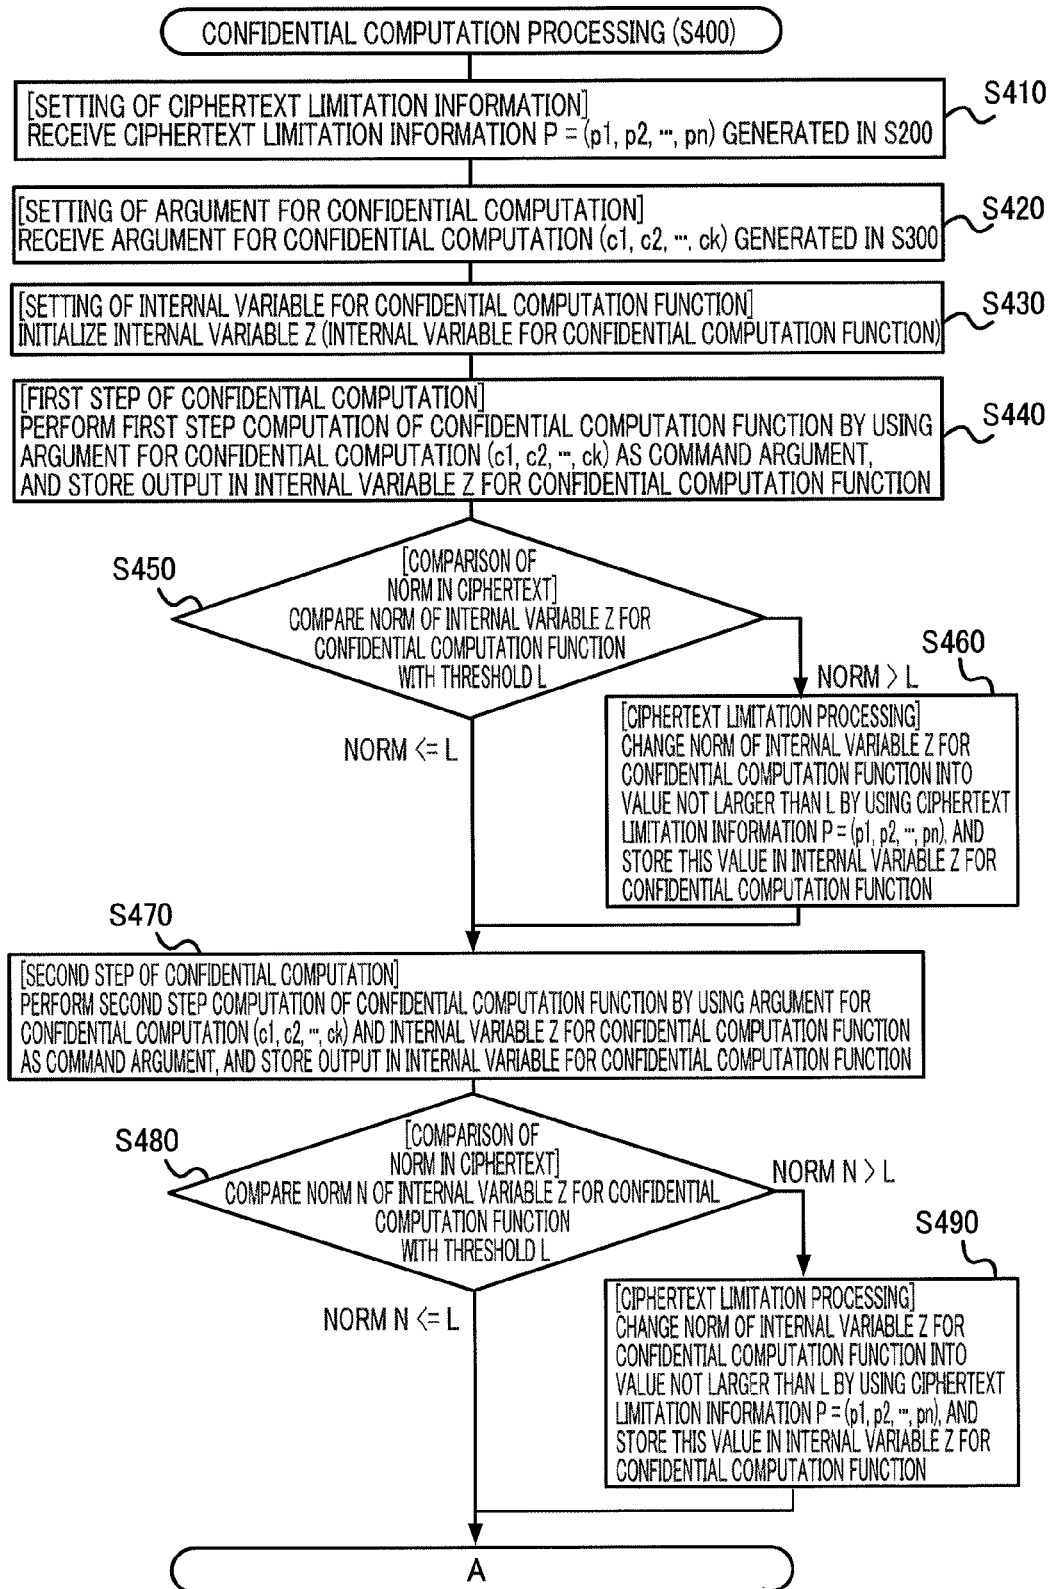 CONFIDENTIAL COMPUTATION PROCESSING (S400)
S410
[SETTING OF CIPHERTEXT LIMITATION INFORMATION]
RECEIVE CIPHERTEXT LIMITATION INFORMATION P = (p1, p2, ···, pn) GENERATED IN S200
S420
[SETTING OF ARGUMENT FOR CONFIDENTIAL COMPUTATION]
RECEIVE ARGUMENT FOR CONFIDENTIAL COMPUTATION (c1, c2, ···, ck) GENERATED IN S300
S430
[SETTING OF INTERNAL VARIABLE FOR CONFIDENTIAL COMPUTATION FUNCTION]
INITIALIZE INTERNAL VARIABLE Z (INTERNAL VARIABLE FOR CONFIDENTIAL COMPUTATION FUNCTION)
S440
[FIRST STEP OF CONFIDENTIAL COMPUTATION]
PERFORM FIRST STEP COMPUTATION OF CONFIDENTIAL COMPUTATION FUNCTION BY USING
ARGUMENT FOR CONFIDENTIAL COMPUTATION (c1, c2, ···, ck) AS COMMAND ARGUMENT,
AND STORE OUTPUT IN INTERNAL VARIABLE Z FOR CONFIDENTIAL COMPUTATION FUNCTION
S450
[COMPARISON OF
NORM IN CIPHERTEXT]
COMPARE NORM OF INTERNAL VARIABLE Z FOR
CONFIDENTIAL COMPUTATION FUNCTION
WITH THRESHOLD L
NORM > L
NORM <= L
S460
[CIPHERTEXT LIMITATION PROCESSING]
CHANGE NORM OF INTERNAL VARIABLE Z FOR
CONFIDENTIAL COMPUTATION FUNCTION INTO
VALUE NOT LARGER THAN L BY USING CIPHERTEXT
LIMITATION INFORMATION P = (p1, p2, ···, pn), AND
STORE THIS VALUE IN INTERNAL VARIABLE Z FOR
CONFIDENTIAL COMPUTATION FUNCTION
S470
[SECOND STEP OF CONFIDENTIAL COMPUTATION]
PERFORM SECOND STEP COMPUTATION OF CONFIDENTIAL COMPUTATION FUNCTION BY USING ARGUMENT FOR
CONFIDENTIAL COMPUTATION (c1, c2, ···, ck) AND INTERNAL VARIABLE Z FOR CONFIDENTIAL COMPUTATION FUNCTION
AS COMMAND ARGUMENT, AND STORE OUTPUT IN INTERNAL VARIABLE FOR CONFIDENTIAL COMPUTATION FUNCTION
S480
[COMPARISON OF
NORM IN CIPHERTEXT]
COMPARE NORM N OF INTERNAL VARIABLE Z FOR CONFIDENTIAL
COMPUTATION FUNCTION
WITH THRESHOLD L
NORM N > L
NORM N <= L
S490
[CIPHERTEXT LIMITATION PROCESSING]
CHANGE NORM OF INTERNAL VARIABLE Z FOR
CONFIDENTIAL COMPUTATION FUNCTION INTO
VALUE NOT LARGER THAN L BY USING CIPHERTEXT
LIMITATION INFORMATION P = (p1, p2, ···, pn), AND
STORE THIS VALUE IN INTERNAL VARIABLE Z FOR
CONFIDENTIAL COMPUTATION FUNCTION
A